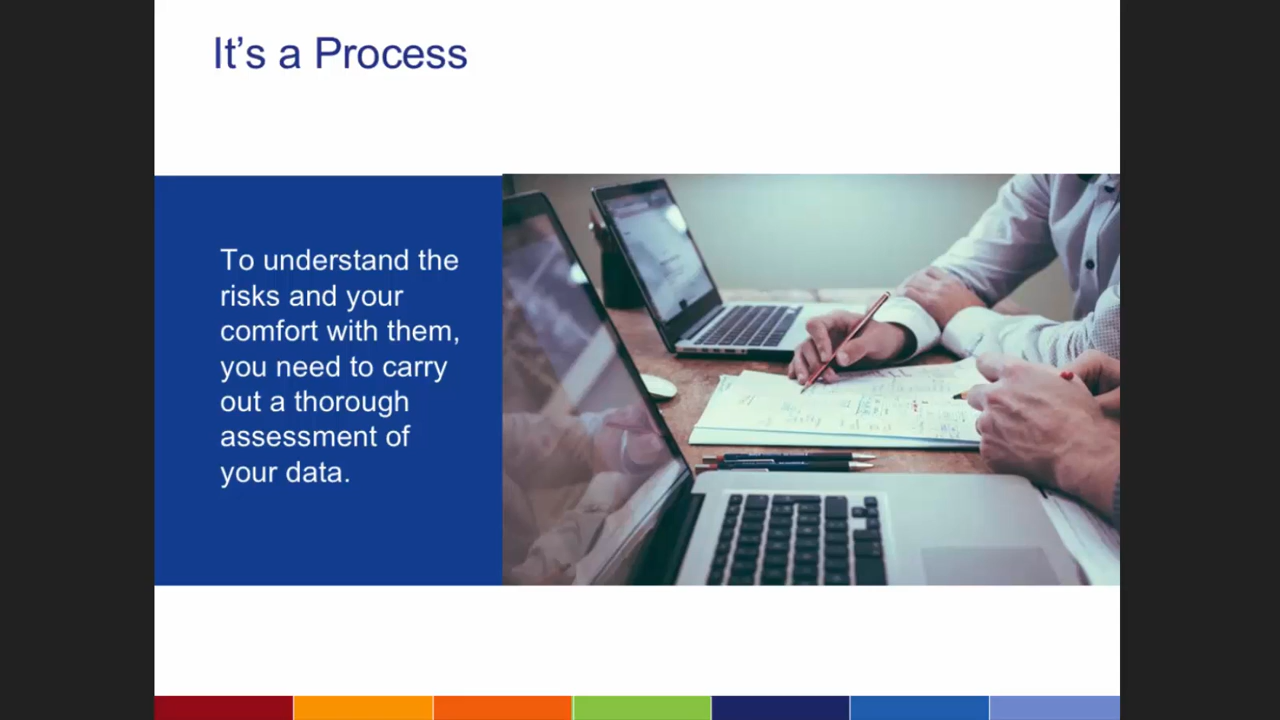 It’s a Process
To understand the
risks and your
comfort with them,
you need to carry
out a thorough
assessment of
your data.